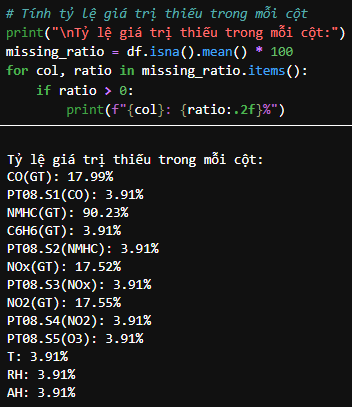 # Tính tỷ lệ giá trị thiếu trong mỗi cột
print("\nTỷ lệ giá trị thiếu trong mỗi cột:")
missing_ratio = df.isna().mean() * 100
for col, ratio in missing_ratio.items():
    if ratio > 0:
        print(f"{col}: {ratio:.2f}%")
Tỷ lệ giá trị thiếu trong mỗi cột:
CO(GT): 17.99%
PT08.S1(CO): 3.91%
NMHC(GT): 90.23%
C6H6(GT): 3.91%
PT08.S2(NMHC): 3.91%
NOx(GT): 17.52%
PT08.S3(NOx): 3.91%
NO2(GT): 17.55%
PT08.S4(NO2): 3.91%
PT08.S5(O3): 3.91%
T: 3.91%
RH: 3.91%
AH: 3.91%